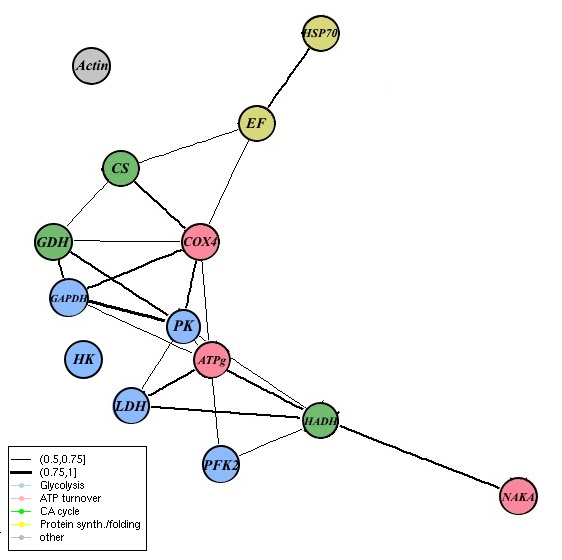 HSP70
Actin
EF
CS
GDH
COX4
GAPDH
PK
HK
ATPg
LDH
HADH
PFK2
NAKA
(0.5,0.75]
(0.75,1]
Glycolysis
ATP turnover
CA cycle
Protein synth./folding
other